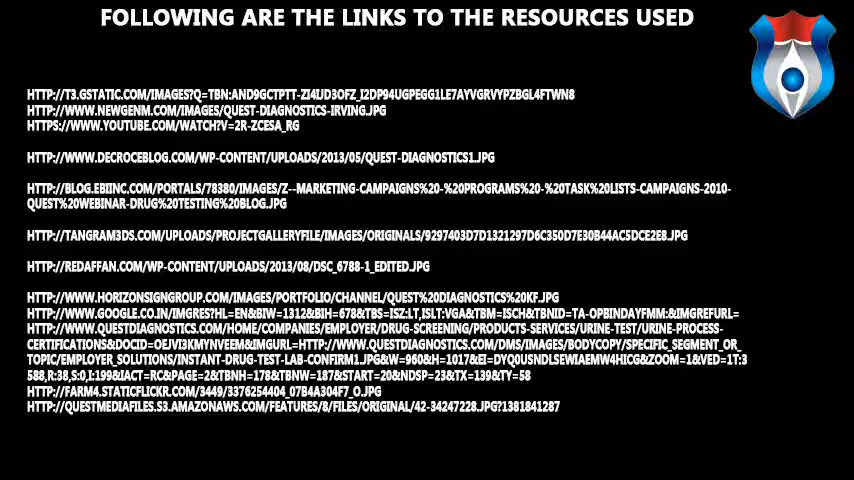 FOLLOWING ARE THE LINKS TO THE RESOURCES USED
HTTP://T3.GSTATIC.COM/IMAGES?Q=TBN:AND9GCTPTT-ZI4IJD3OFZ_I2DP94UGPEGG1LE7AYVGRVYPZBGL4FTWN8
HTTP://WWW.NEWGENM.COM/IMAGES/QUEST-DIAGNOSTICS-IRVING.JPG
HTTPS://WWW.YOUTUBE.COM/WATCH?V=2R-ZCESA_RG
HTTP://WWW.DECROCEBLOG.COM/WP-CONTENT/UPLOADS/2013/05/QUEST-DIAGNOSTICS1.JPG
HTTP://BLOG.EBIINC.COM/PORTALS/78380/IMAGES/Z--MARKETING-CAMPAIGNS%20-%20PROGRAMS%20-%20TASK%20LISTS-CAMPAIGNS-2010-
QUEST%20WEBINAR-DRUG%20TESTING%20BLOG.JPG
HTTP://TANGRAM3DS.COM/UPLOADS/PROJECTGALLERYFILE/IMAGES/ORIGINALS/9297403D7D1321297D6C350D7E30B44AC5DCE2E8.JPG
HTTP://REDAFFAN.COM/WP-CONTENT/UPLOADS/2013/08/DSC_6788-1_EDITED.JPG
HTTP://WWW.HORIZONSIGNGROUP.COM/IMAGES/PORTFOLIO/CHANNEL/QUEST%20DIAGNOSTICS%20KF.JPG
HTTP://WWW.GOOGLE.CO.IN/IMGRES?HL=EN&BIW=1312&BIH=678&TBS=ISZ:LT,ISLT:VGA&TBM=ISCH&TBNID=TA-OPBINDAYFMM:&IMGREFURL=
HTTP://WWW.QUESTDIAGNOSTICS.COM/HOME/COMPANIES/EMPLOYER/DRUG-SCREENING/PRODUCTS-SERVICES/URINE-TEST/URINE-PROCESS-
CERTIFICATIONS&DOCID=OEJVI3KMYNVEEM&IMGURL=HTTP://WWW.QUESTDIAGNOSTICS.COM/DMS/IMAGES/BODYCOPY/SPECIFIC_SEGMENT_OR_
TOPIC/EMPLOYER_SOLUTIONS/INSTANT-DRUG-TEST-LAB-CONFIRM1.JPG&W=960&H=1017&EI=DYQ0USNDLSEWIAEMW4HICG&ZOOM=1&VED=1T:3
588,R:38,S:0,I:199&IACT=RC&PAGE=2&TBNH=178&TBNW=187&START=20&NDSP=23&TX=139&TY=58
HTTP://FARM4.STATICFLICKR.COM/3449/3376254404_07B4A304F7_O.JPG
HTTP://QUESTMEDIAFILES.S3.AMAZONAWS.COM/FEATURES/8/FILES/ORIGINAL/42-34247228.JPG?1381841287